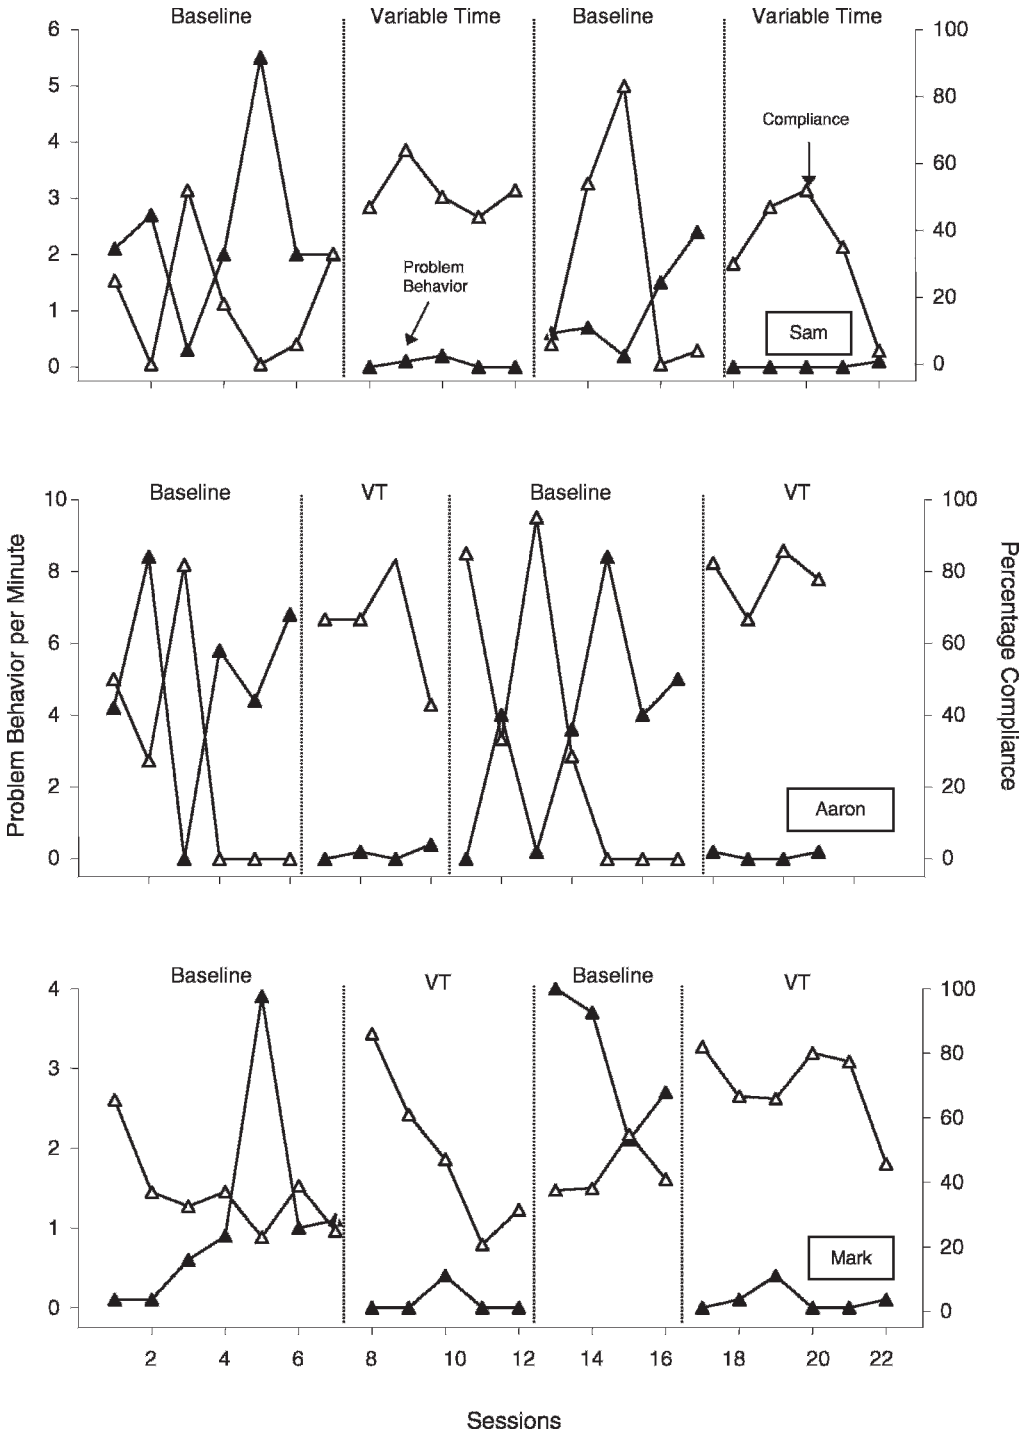 Baseline Variable Time Baseline Variable Time
6 100
5
80
4
Compliance
60
3
40
2
Problem
Behavior
20
1
Sam
0 0
Baseline VT Baseline VT
10 100
8 80
6 60
4 40
2 20
Aaron
0 0
Problem Behavior per Minute
Percentage Compliance
Baseline VT Baseline VT
4 100
80
3
60
2
40
1
20
Mark
0 0
2 4 6 8 10 12 14 16 18 20 22
Sessions